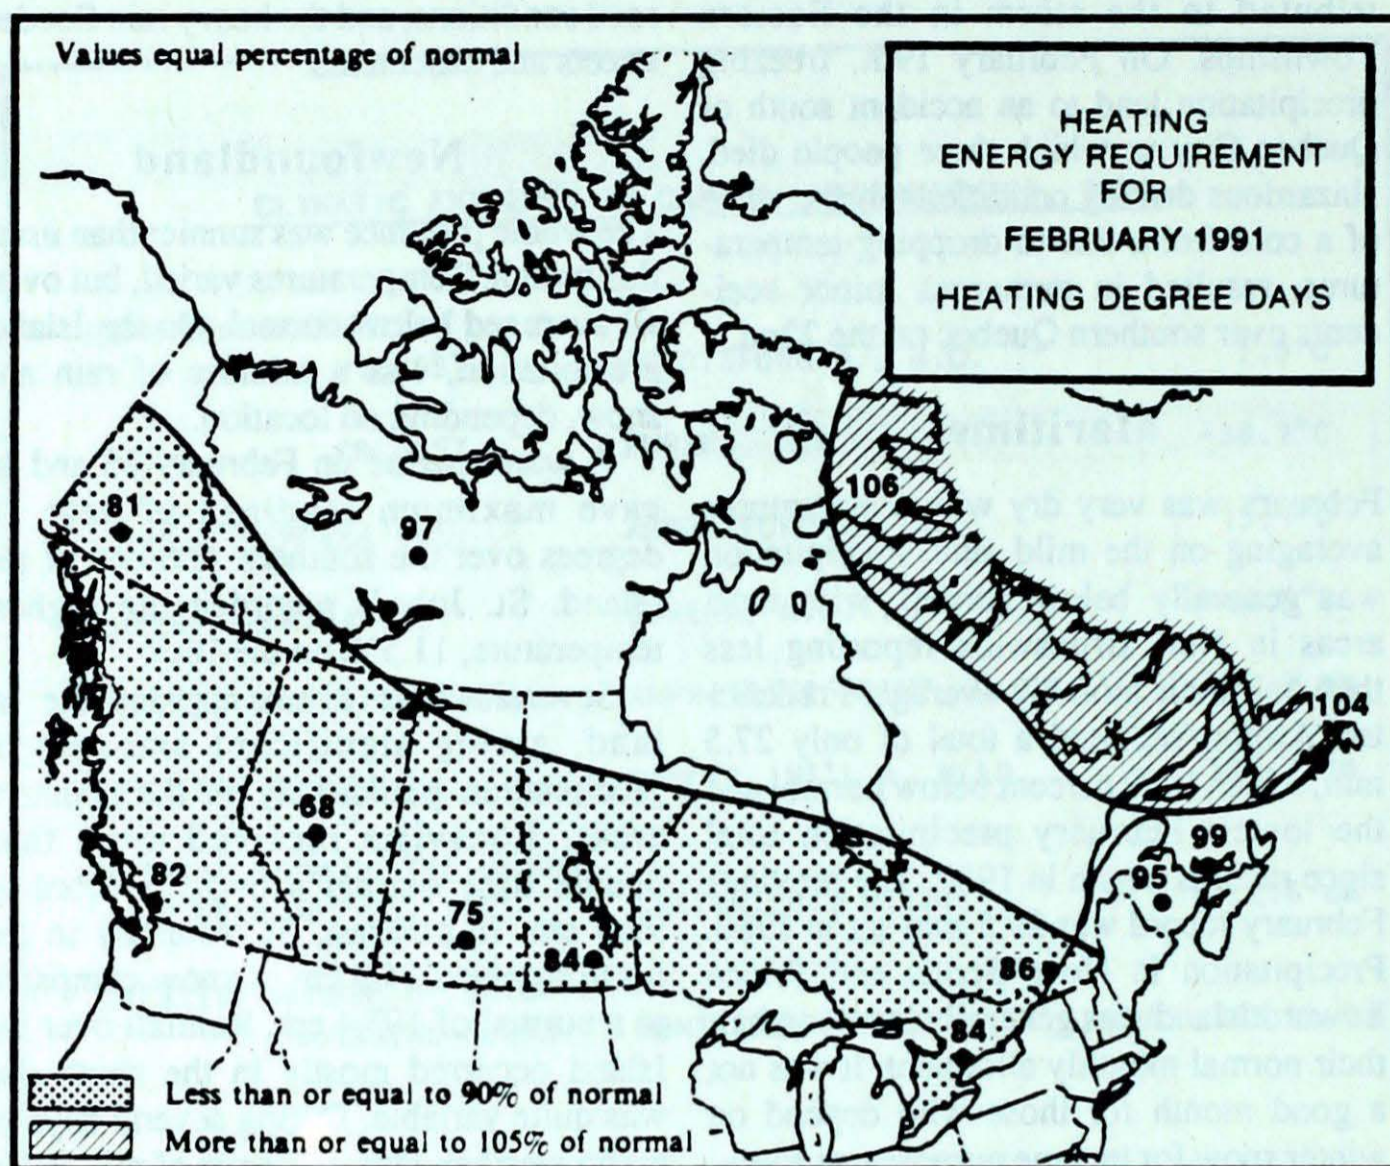 Values equal percentage of normal
HEATING
ENERGY REQUIREMENT
FOR
FEBRUARY 1991
HEATING DEGREE DAYS
81
97
106
104
68
82
75
84
99
95
86
84
Less than or equal to 90% of normal
More than or equal to 105% of normal